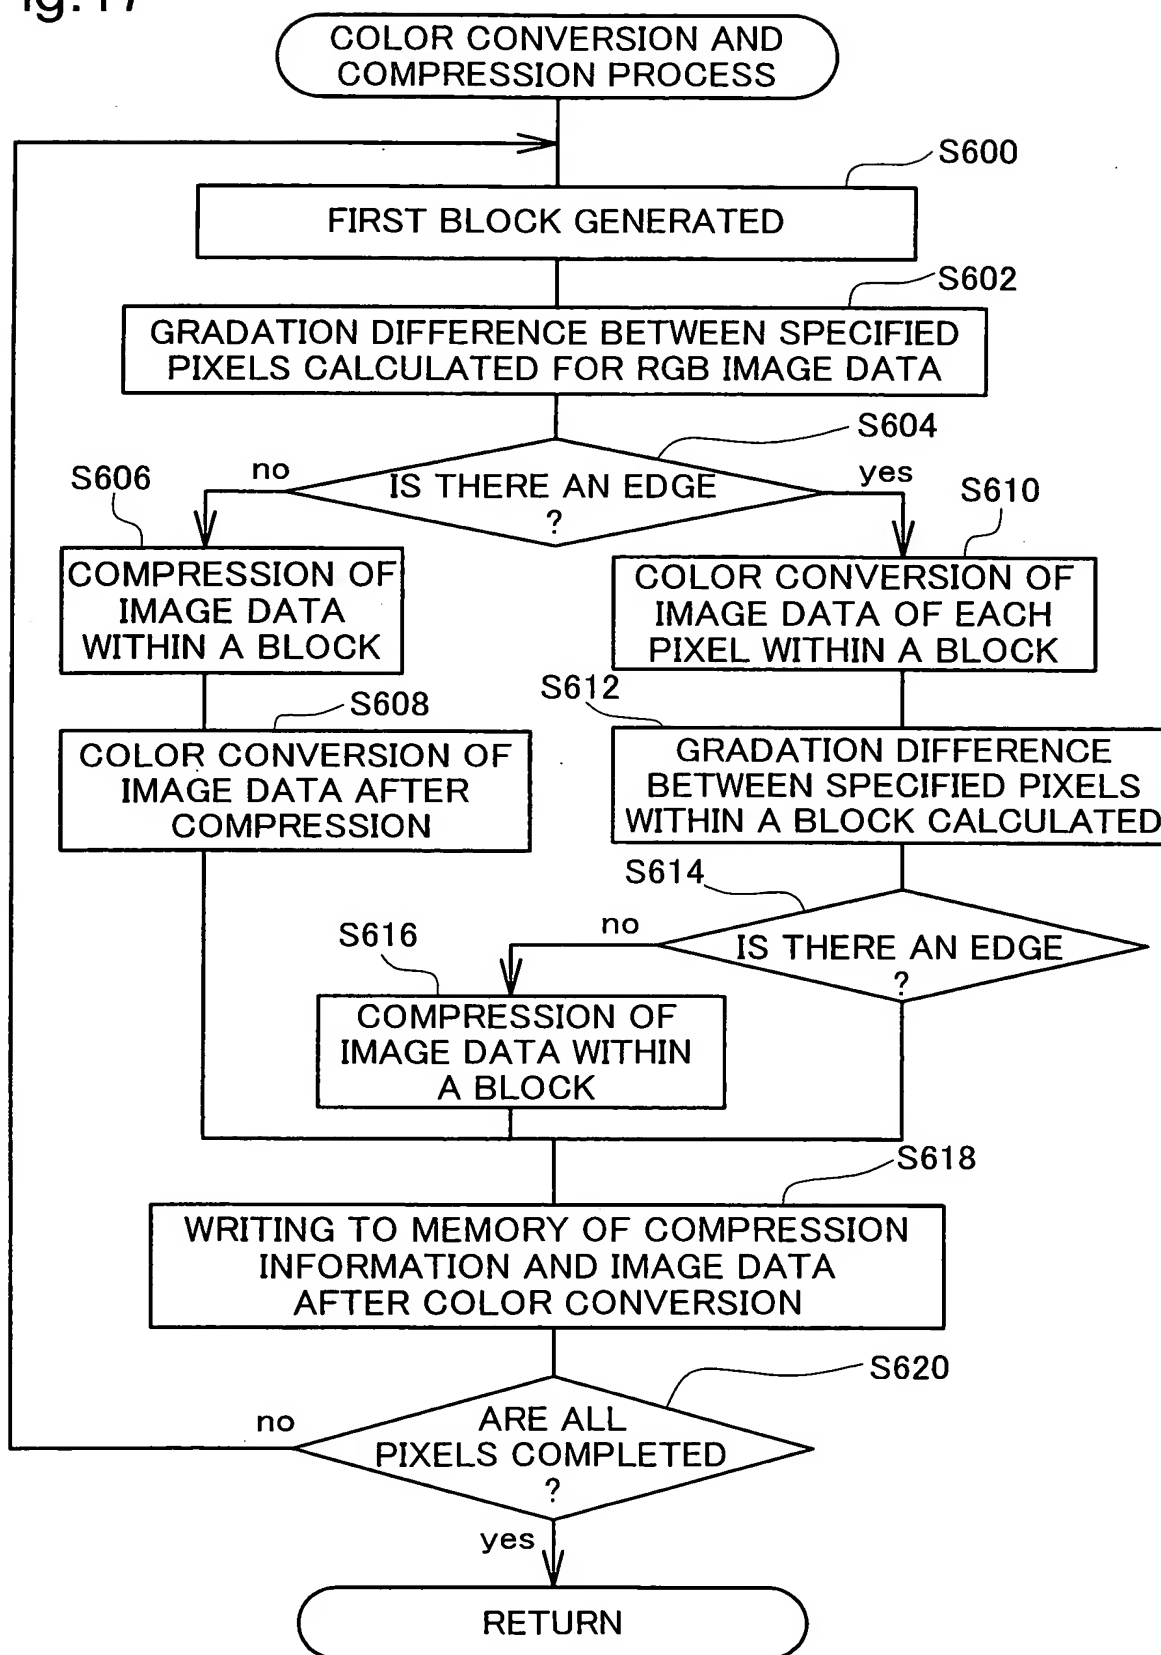 ig.17
COLOR CONVERSION AND
COMPRESSION PROCESS
S600
FIRST BLOCK GENERATED
S602
GRADATION DIFFERENCE BETWEEN SPECIFIED
PIXELS CALCULATED FOR RGB IMAGE DATA
S604
no
IS THERE AN EDGE
?
yes
S606
COMPRESSION OF
IMAGE DATA
WITHIN A BLOCK
S610
COLOR CONVERSION OF
IMAGE DATA OF EACH
PIXEL WITHIN A BLOCK
S608
COLOR CONVERSION OF
IMAGE DATA AFTER
COMPRESSION
S612
GRADATION DIFFERENCE
BETWEEN SPECIFIED PIXELS
WITHIN A BLOCK CALCULATED
S614
no
IS THERE AN EDGE
?
S616
COMPRESSION OF
IMAGE DATA WITHIN
A BLOCK
S618
WRITING TO MEMORY OF COMPRESSION
INFORMATION AND IMAGE DATA
AFTER COLOR CONVERSION
S620
no
ARE ALL
PIXELS COMPLETED
?
yes
RETURN